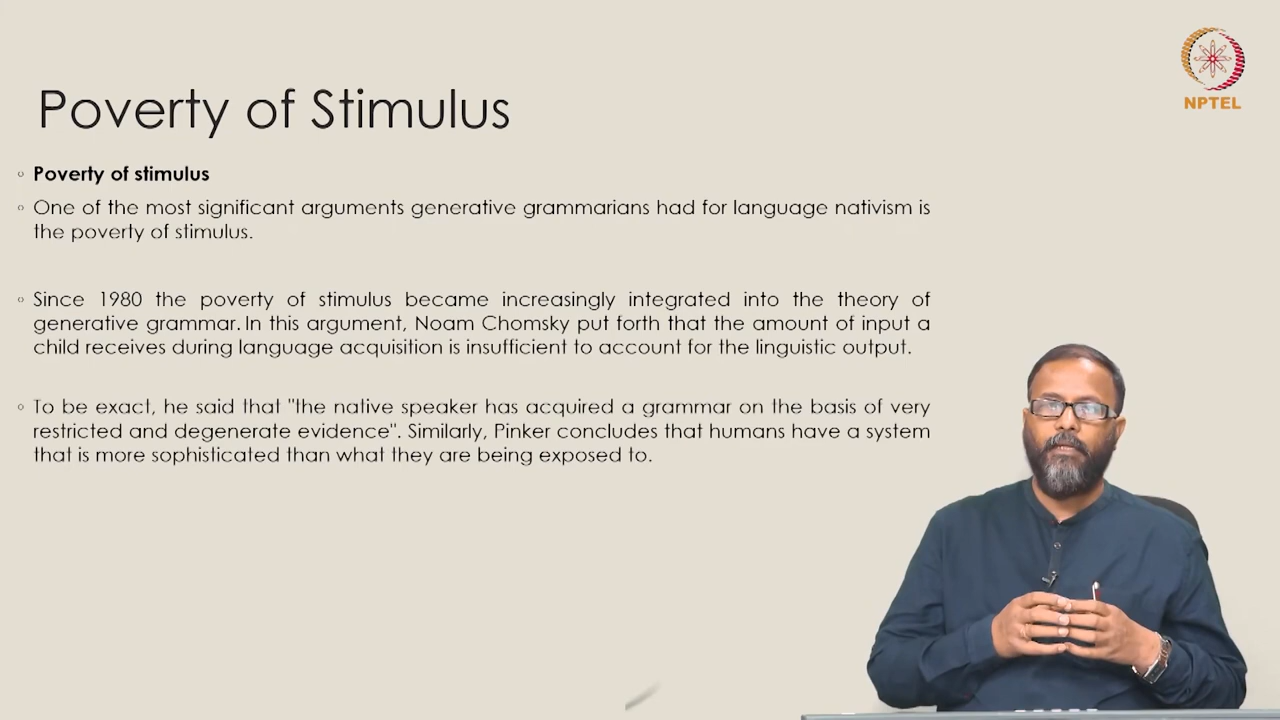 Poverty of Stimulus
NPTEL
Poverty of stimulus
One of the most significant arguments generative grammarians had for language nativism is
the poverty of stimulus.
Since 1980 the poverty of stimulus became increasingly integrated into the theory of
generative grammar. In this argument, Noam Chomsky put forth that the amount of input a
child receives during language acquisition is insufficient to account for the linguistic output.
To be exact, he said that "the native speaker has acquired a grammar on the basis of very
restricted and degenerate evidence". Similarly, Pinker concludes that humans have a system
that is more sophisticated than what they are being exposed to.